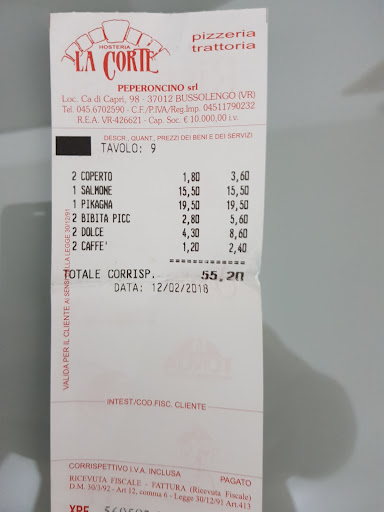 HOSTERIA
LA CORTE
pizzeria
trattoria
PEPERONCINO srl
Loc. Ca di Capri, 98 - 37012 BUSSOLENGO (VR)
Tel. 045.6702590 - C.F./P.IVA/Reg.Imp. 04511790232
R.E.A. VR-426621 - Cap. Soc. € 10.000,00 i.v.
DESCR., QUANT., PREZZI DEI BENI E DEI SERVIZI
TAVOLO: 9
2 COPERTO 1,80 3,60
1 SALMONE 15,50 15,50
1 PIKAGNA 19,50 19,50
2 BIBITA PICC 2,80 5,60
2 DOLCE 4,30 8,60
2 CAFFE' 1,20 2,40
============
TOTALE CORRISP. 55,20
DATA: 12/02/2018
VALIDA PER IL CLIENTE AI SENSI DELLA LEGGE 30/12/91
INTEST/COD.FISC. CLIENTE
CORRISPETTIVO I.V.A. INCLUSA PAGATO
RICEVUTA FISCALE - FATTURA (Ricevuta Fiscale)
D.M. 30/3/92 - Art 12, comma 6 - Legge 30/12/91 Art.413
XRF